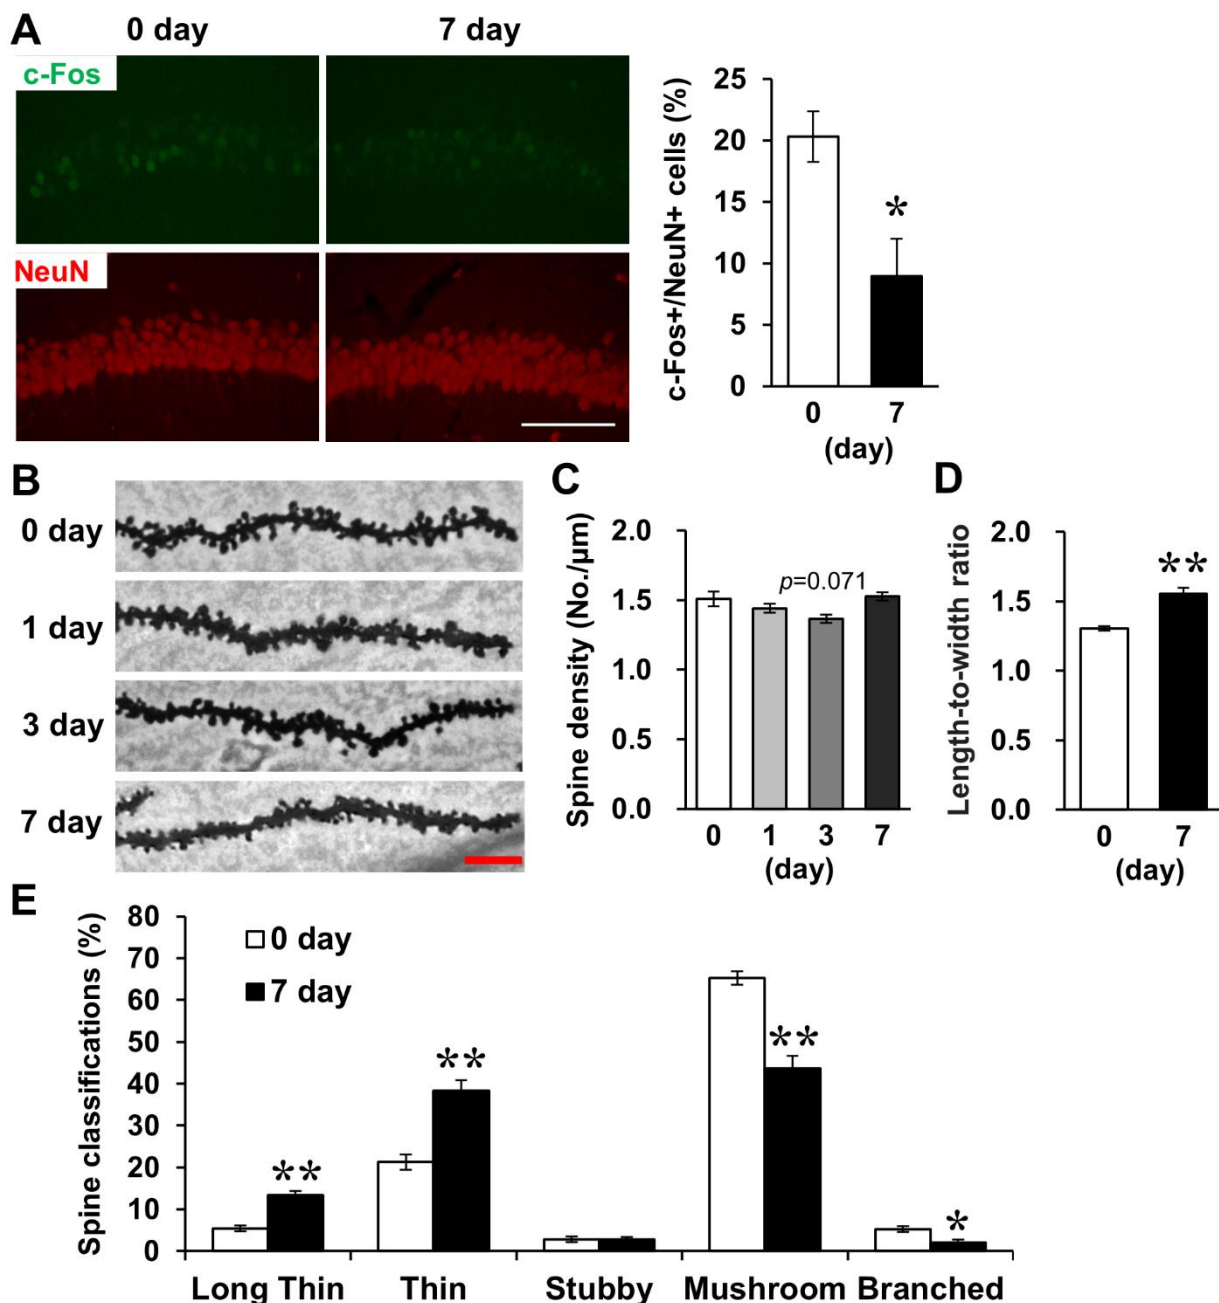 A
0 day
7 day
c-Fos
NeuN
c-Fos+/NeuN+ cells (%)
25
20
15
10
5
0
*
0 7
(day)
B
0 day
1 day
3 day
7 day
C
Spine density (No./µm)
2.0
1.5
1.0
0.5
0.0
p=0.071
0 1 3 7
(day)
D
Length-to-width ratio
2.0
1.5
1.0
0.5
0.0
**
0 7
(day)
E
Spine classifications (%)
80
70
60
50
40
30
20
10
0
0 day
7 day
**
**
**
*
Long Thin Thin Stubby Mushroom Branched